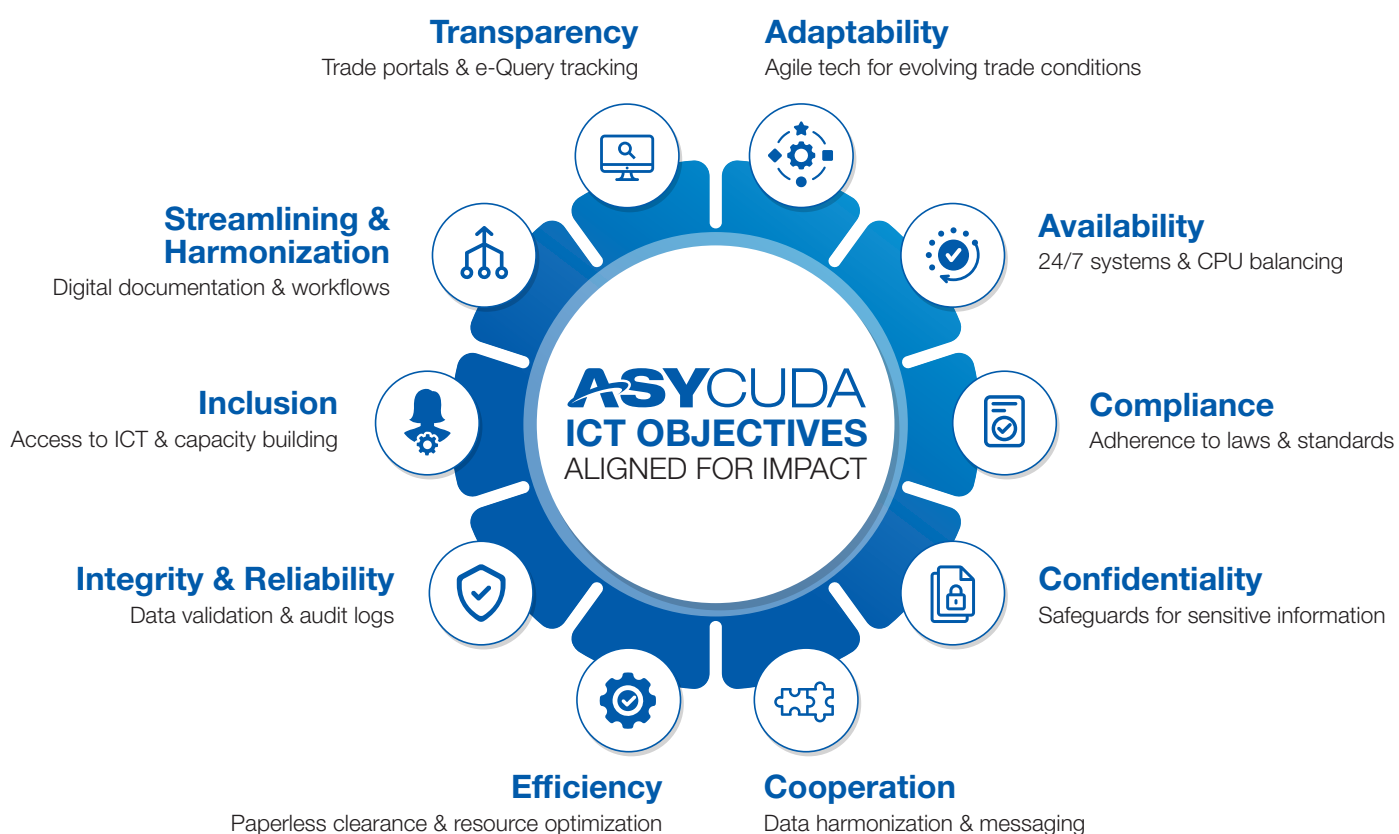 Transparency
Trade portals & e-Query tracking
Adaptability
Agile tech for evolving trade conditions
Streamlining &
Harmonization
Digital documentation & workflows
Availability
24/7 systems & CPU balancing
Inclusion
Access to ICT & capacity building
ASYCUDA
ICT OBJECTIVES
ALIGNED FOR IMPACT
Compliance
Adherence to laws & standards
Integrity & Reliability
Data validation & audit logs
Confidentiality
Safeguards for sensitive information
Efficiency
Paperless clearance & resource optimization
Cooperation
Data harmonization & messaging